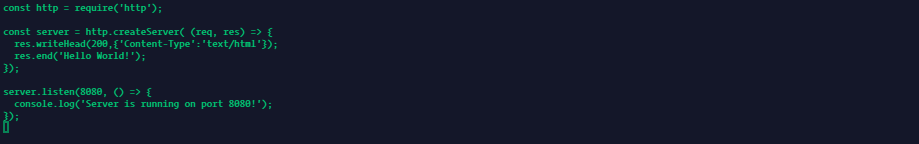 const http = require('http');

const server = http.createServer( (req, res) => {
  res.writeHead(200,{'Content-Type':'text/html'});
  res.end('Hello World!');
});

server.listen(8080, () => {
  console.log('Server is running on port 8080!');
});